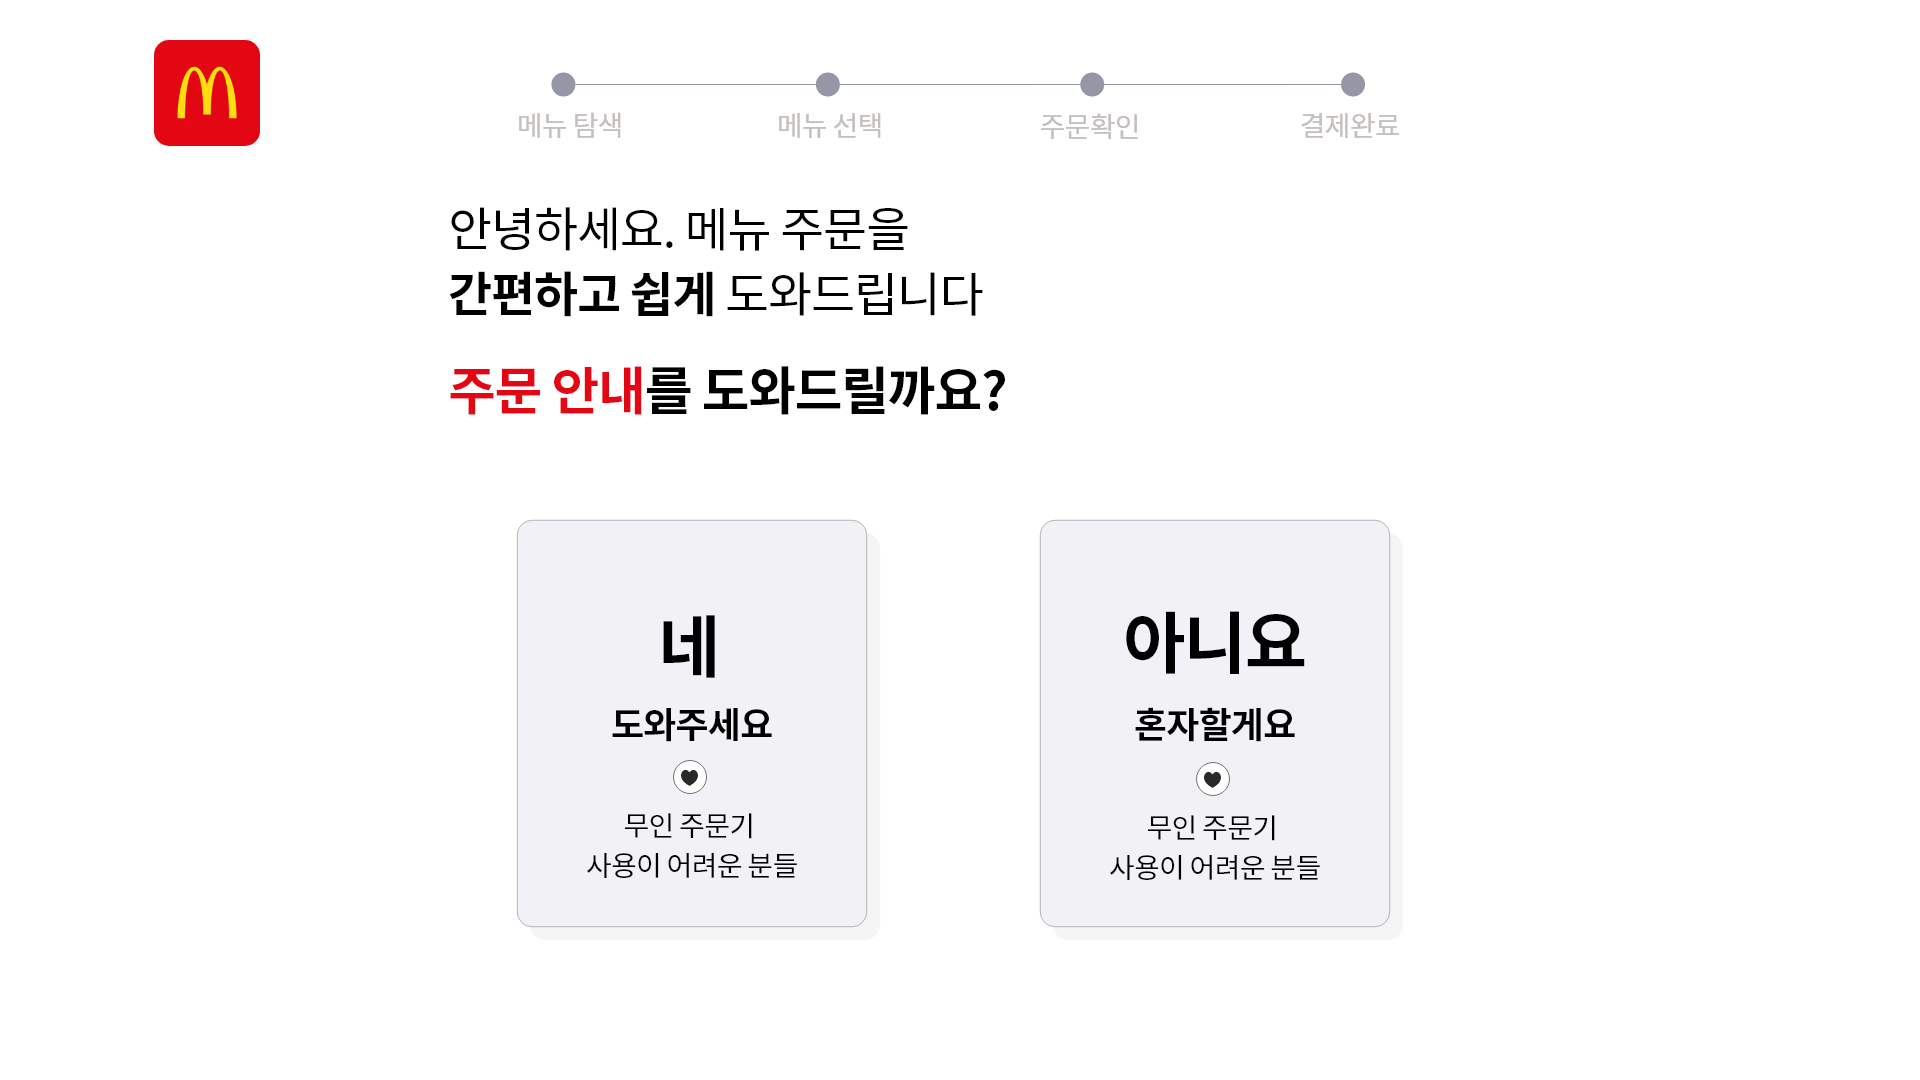 메뉴 탐색
메뉴 선택
주문확인
결제완료
안녕하세요. 메뉴 주문을
간편하고 쉽게 도와드립니다
주문 안내를 도와드릴까요?
네
도와주세요
무인 주문기
사용이 어려운 분들
아니요
혼자할게요
무인 주문기
사용이 어려운 분들